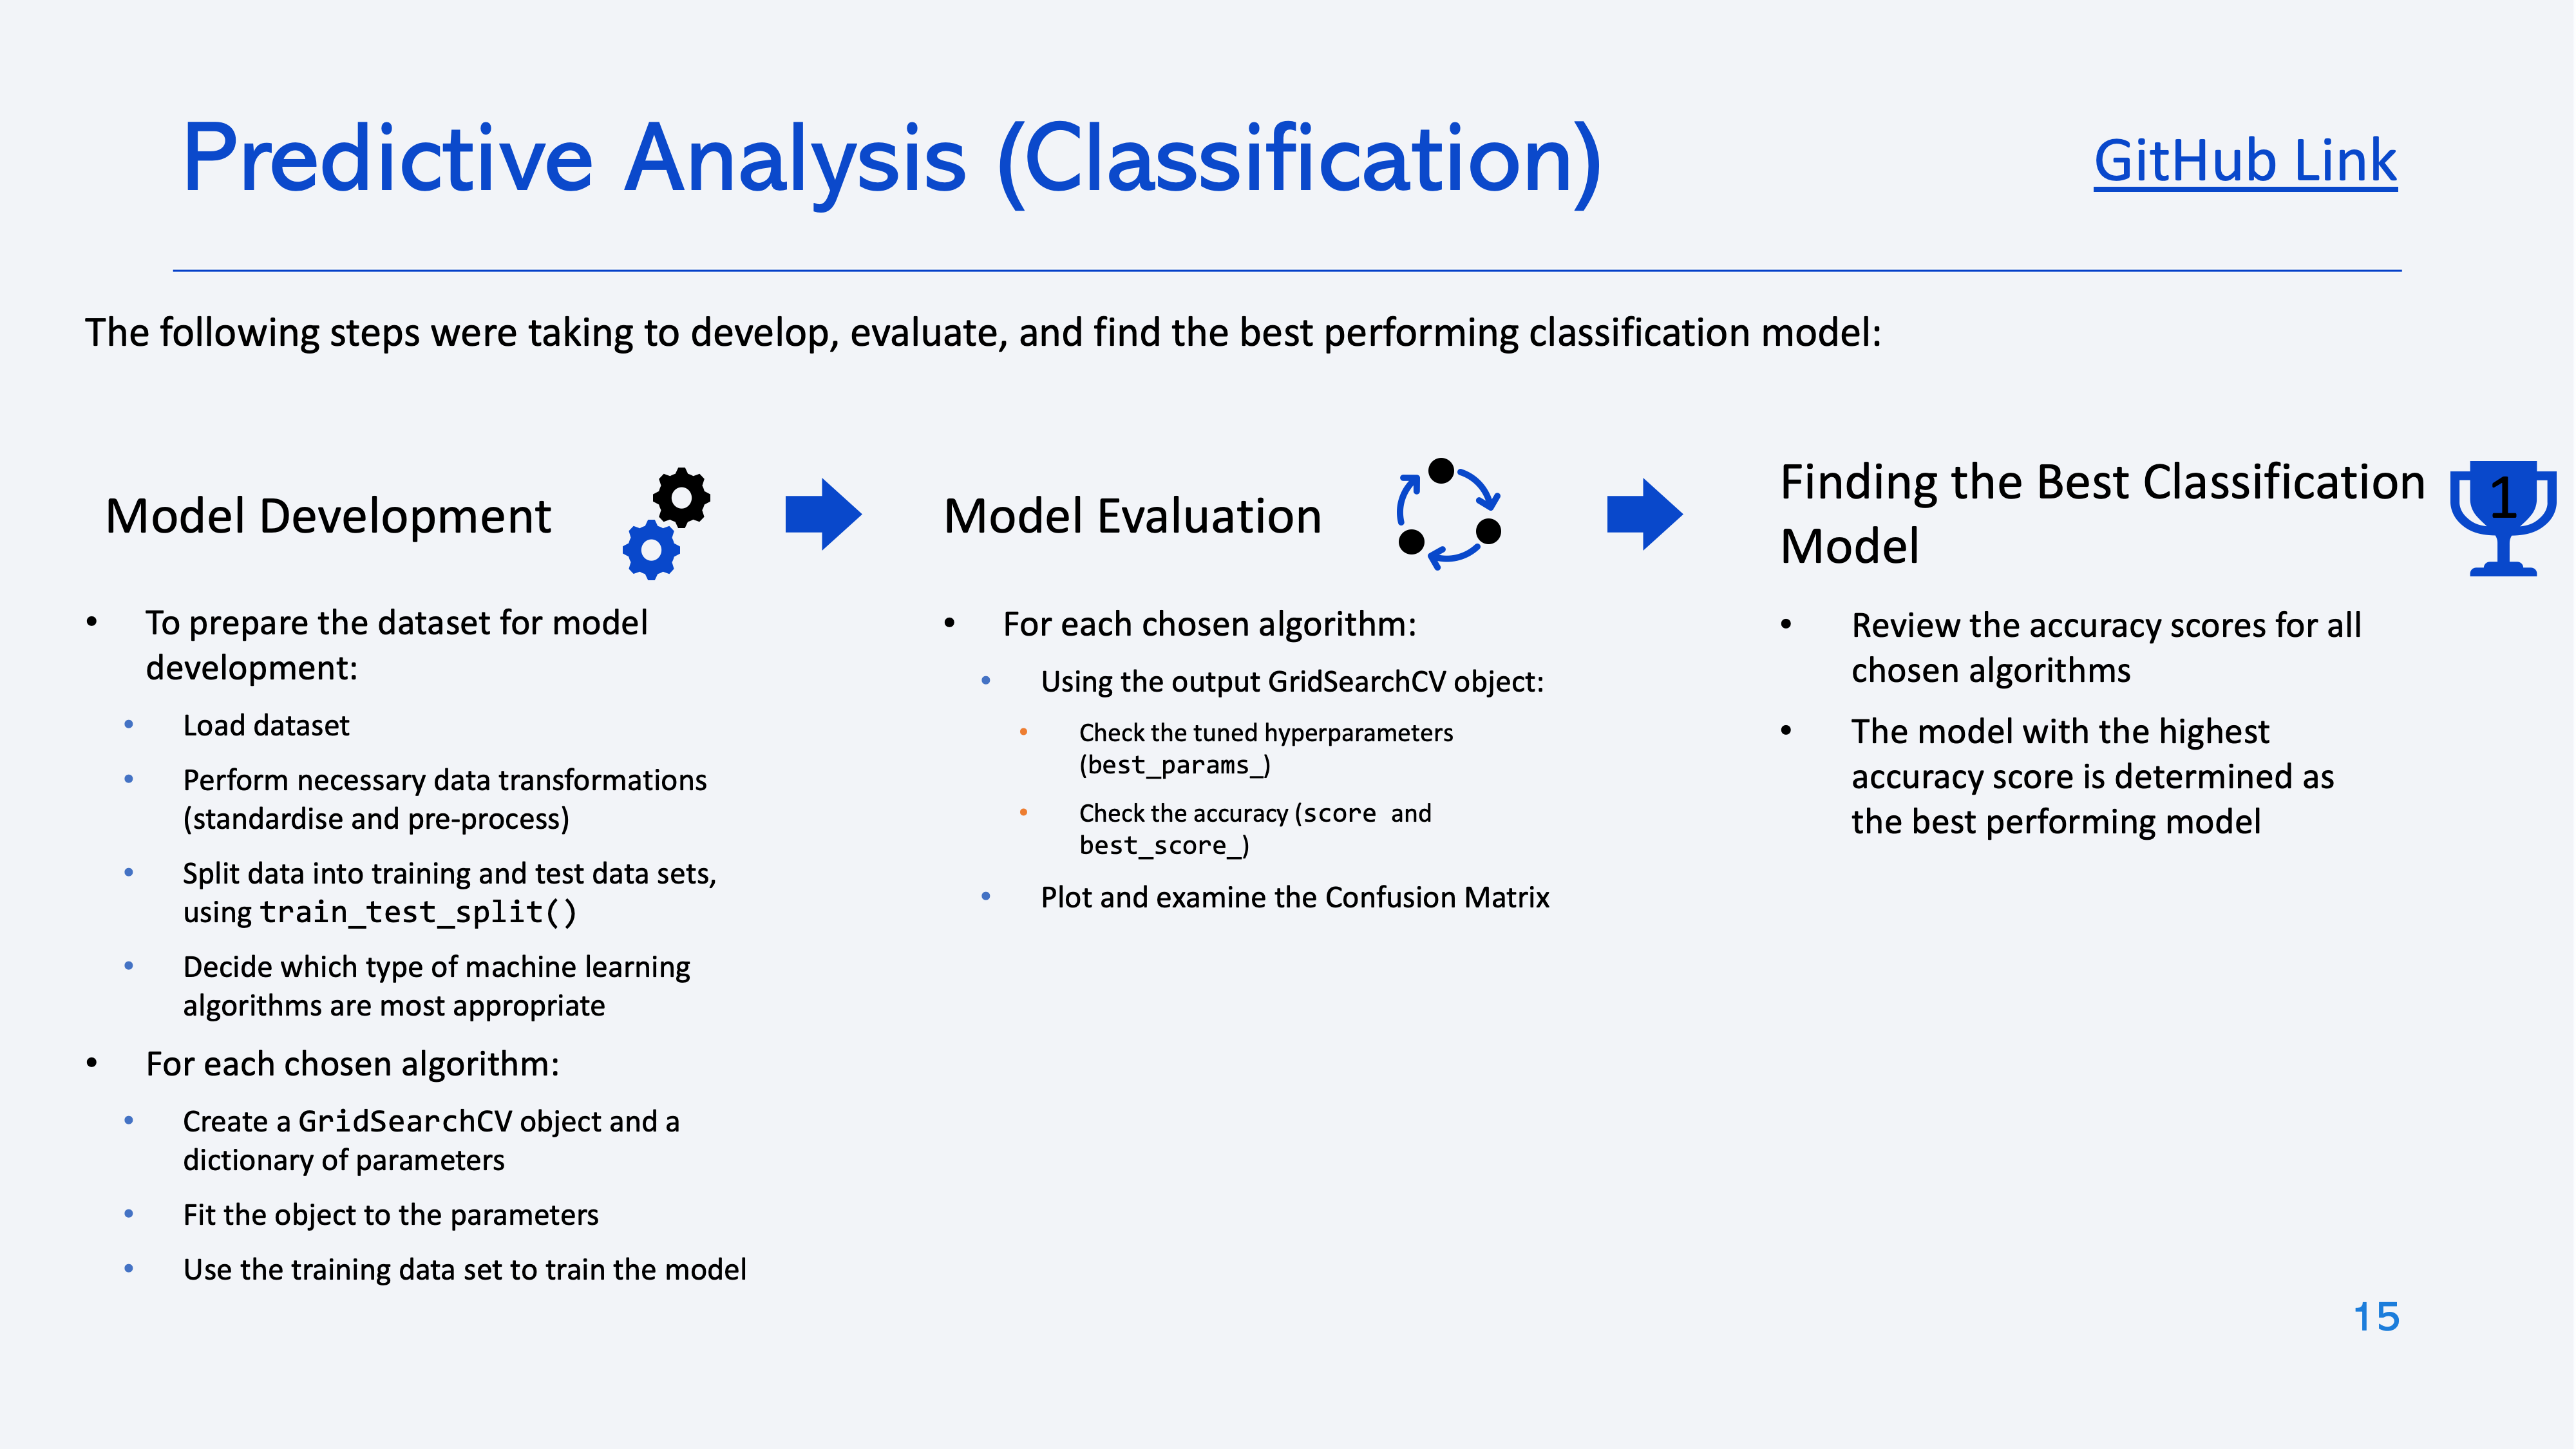 Predictive Analysis (Classification)
GitHub Link
The following steps were taking to develop, evaluate, and find the best performing classification model:
Model Development
• To prepare the dataset for model
development:
• Load dataset
• Perform necessary data transformations
(standardise and pre-process)
• Split data into training and test data sets,
using train_test_split()
• Decide which type of machine learning
algorithms are most appropriate
• For each chosen algorithm:
• Create a GridSearchCV object and a
dictionary of parameters
• Fit the object to the parameters
• Use the training data set to train the model
Model Evaluation
• For each chosen algorithm:
• Using the output GridSearchCV object:
• Check the tuned hyperparameters
(best_params_)
• Check the accuracy (score and
best_score_)
• Plot and examine the Confusion Matrix
Finding the Best Classification
Model
1
• Review the accuracy scores for all
chosen algorithms
• The model with the highest
accuracy score is determined as
the best performing model
15